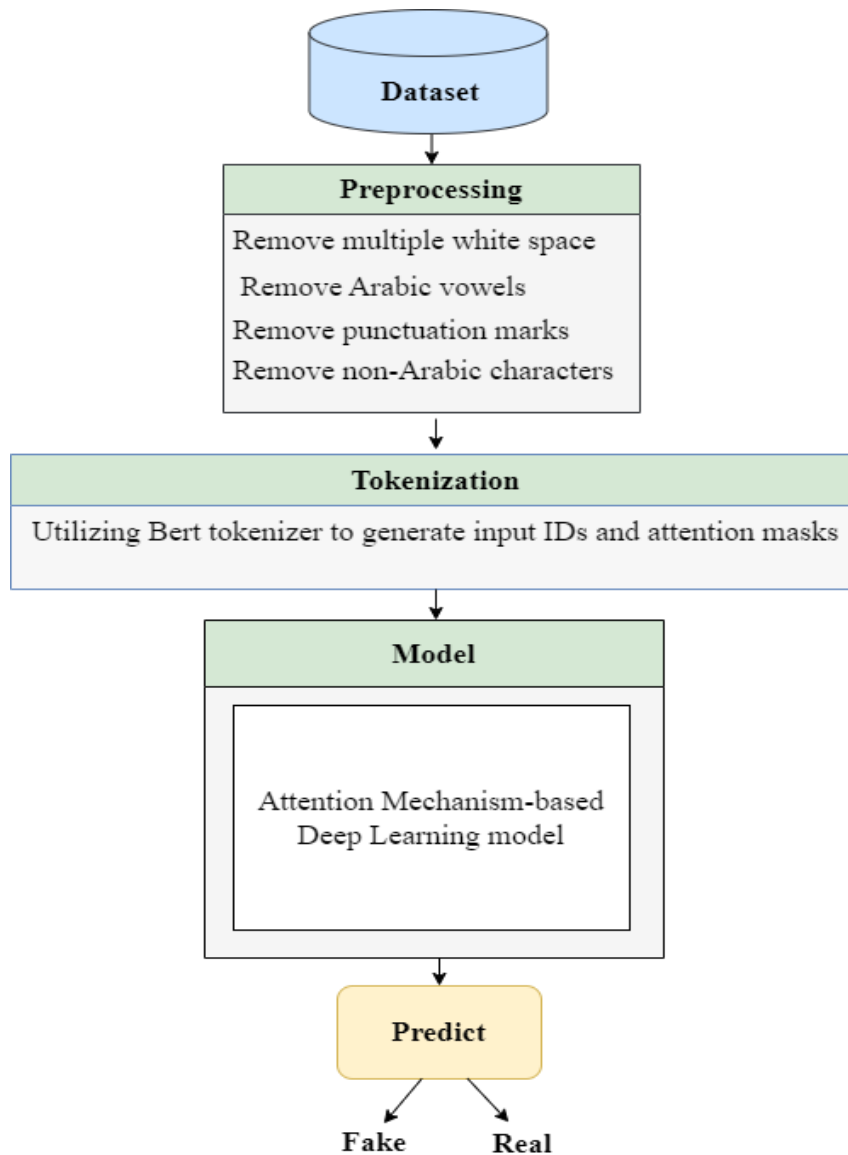 Dataset
Preprocessing
Remove multiple white space
Remove Arabic vowels
Remove punctuation marks
Remove non-Arabic characters
Tokenization
Utilizing Bert tokenizer to generate input IDs and attention masks
Model
Attention Mechanism-based
Deep Learning model
Predict
Fake Real